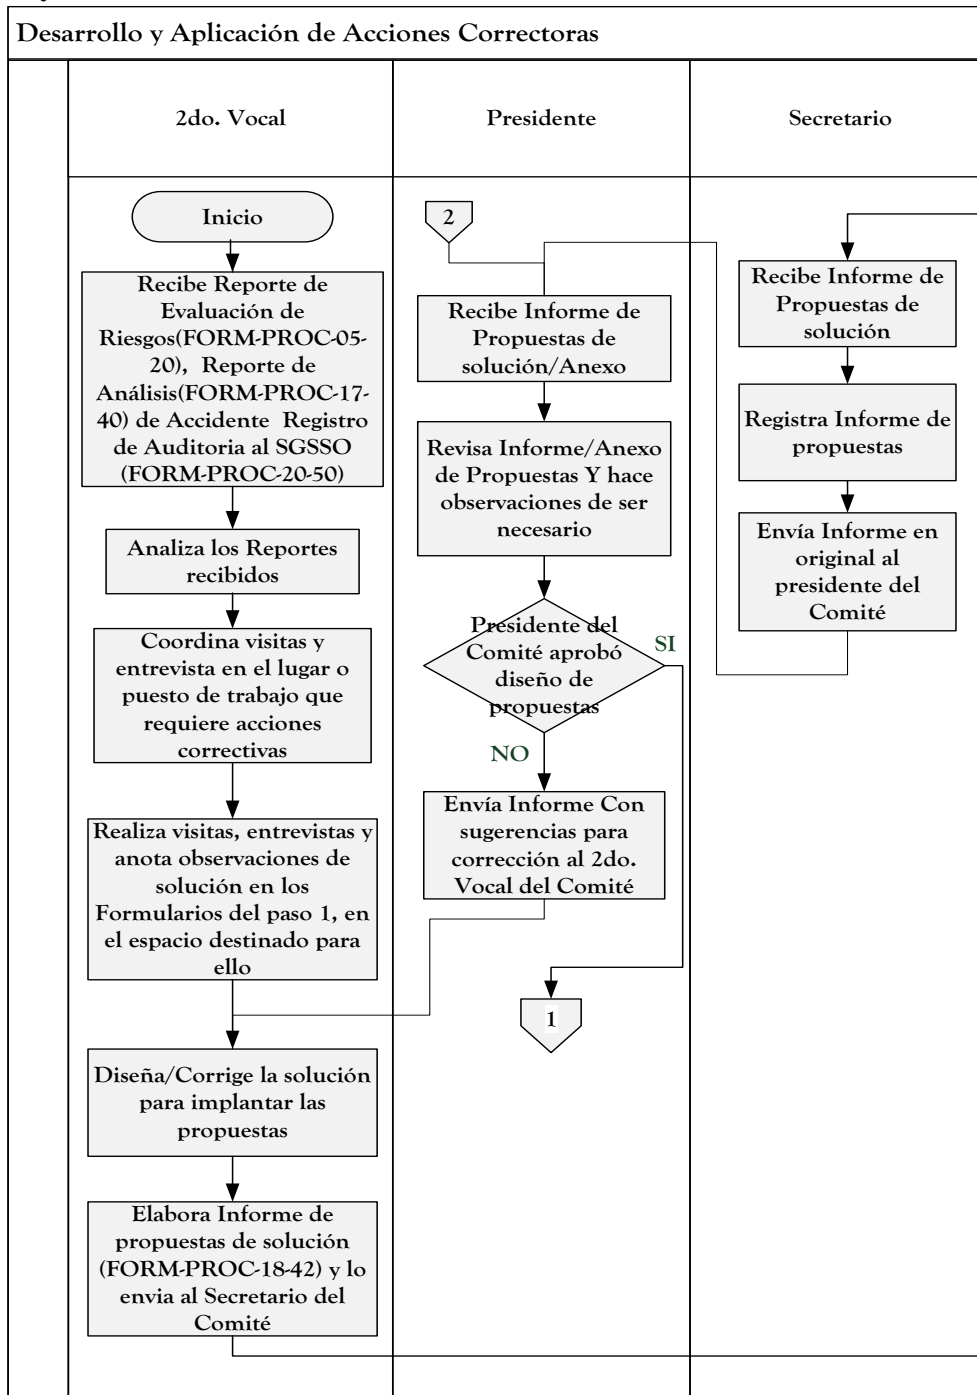 Desarrollo y Aplicación de Acciones Correctoras
2do. Vocal
Presidente
Secretario
Inicio
Recibe Reporte de
Evaluación de
Riesgos(FORM-PROC-05-
20),  Reporte de
Análisis(FORM-PROC-17-
40) de Accidente  Registro
de Auditoria al SGSSO
(FORM-PROC-20-50)
Analiza los Reportes
recibidos
Coordina visitas y
entrevista en el lugar o
puesto de trabajo que
requiere acciones
correctivas
Realiza visitas, entrevistas y
anota observaciones de
solución en los
Formularios del paso 1, en
el espacio destinado para
ello
Diseña/Corrige la solución
para implantar las
propuestas
Elabora Informe de
propuestas de solución
(FORM-PROC-18-42) y lo
envia al Secretario del
Comité
2
Recibe Informe de
Propuestas de
solución/Anexo
Revisa Informe/Anexo
de Propuestas Y hace
observaciones de ser
necesario
Presidente del
Comité aprobó
diseño de
propuestas
SI
NO
Envía Informe Con
sugerencias para
corrección al 2do.
Vocal del Comité
1
Recibe Informe de
Propuestas de
solución
Registra Informe de
propuestas
Envía Informe en
original al
presidente del
Comité